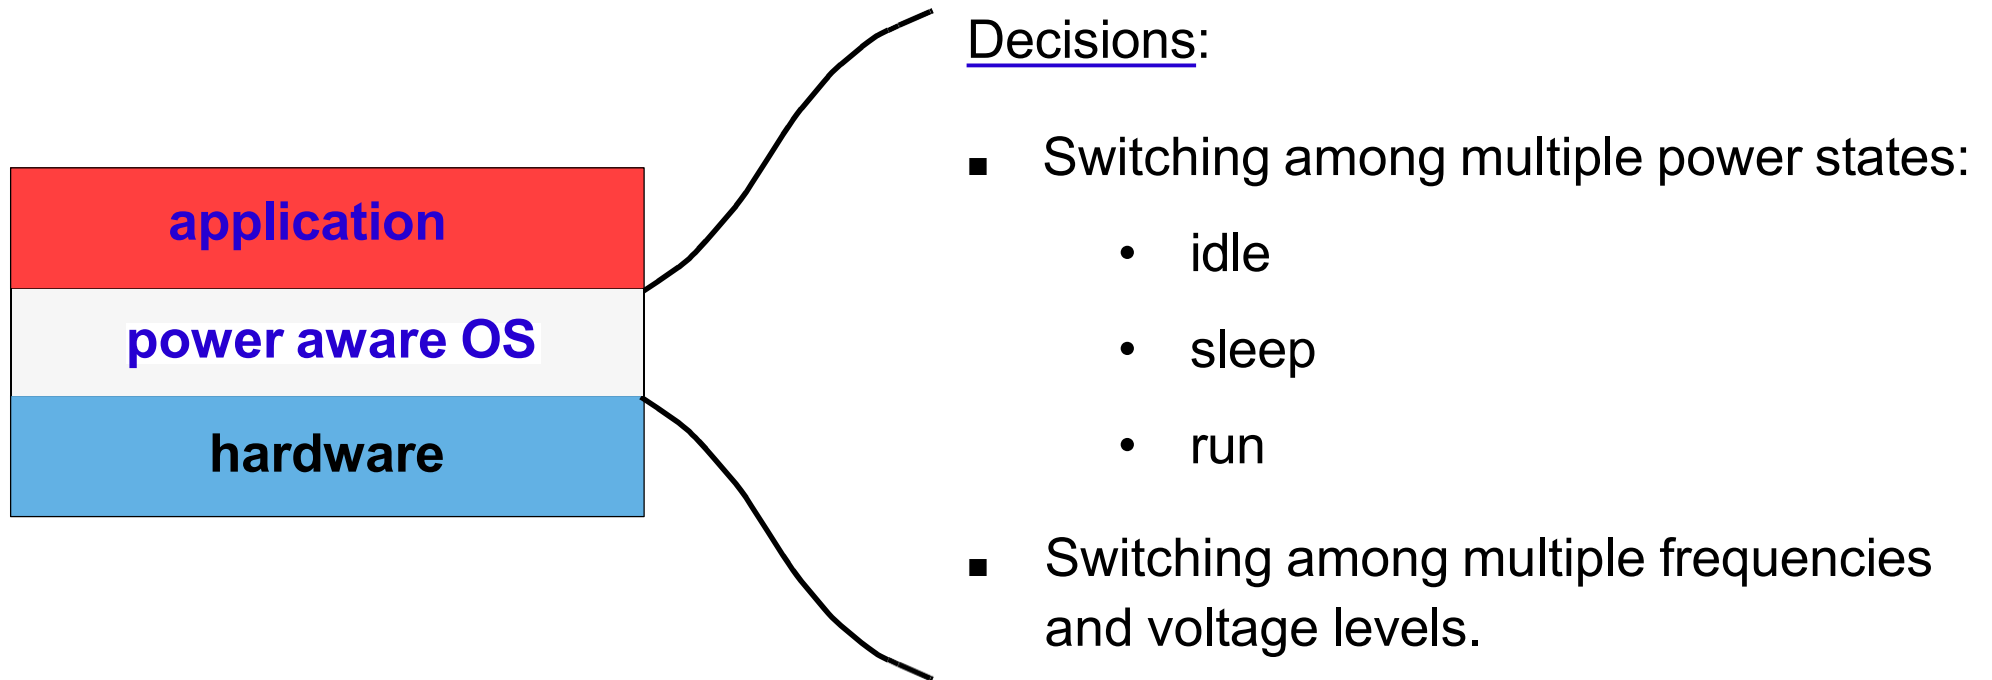 application
power aware OS
hardware
Decisions:
▪ Switching among multiple power states:
• idle
• sleep
• run
▪ Switching among multiple frequencies
and voltage levels.